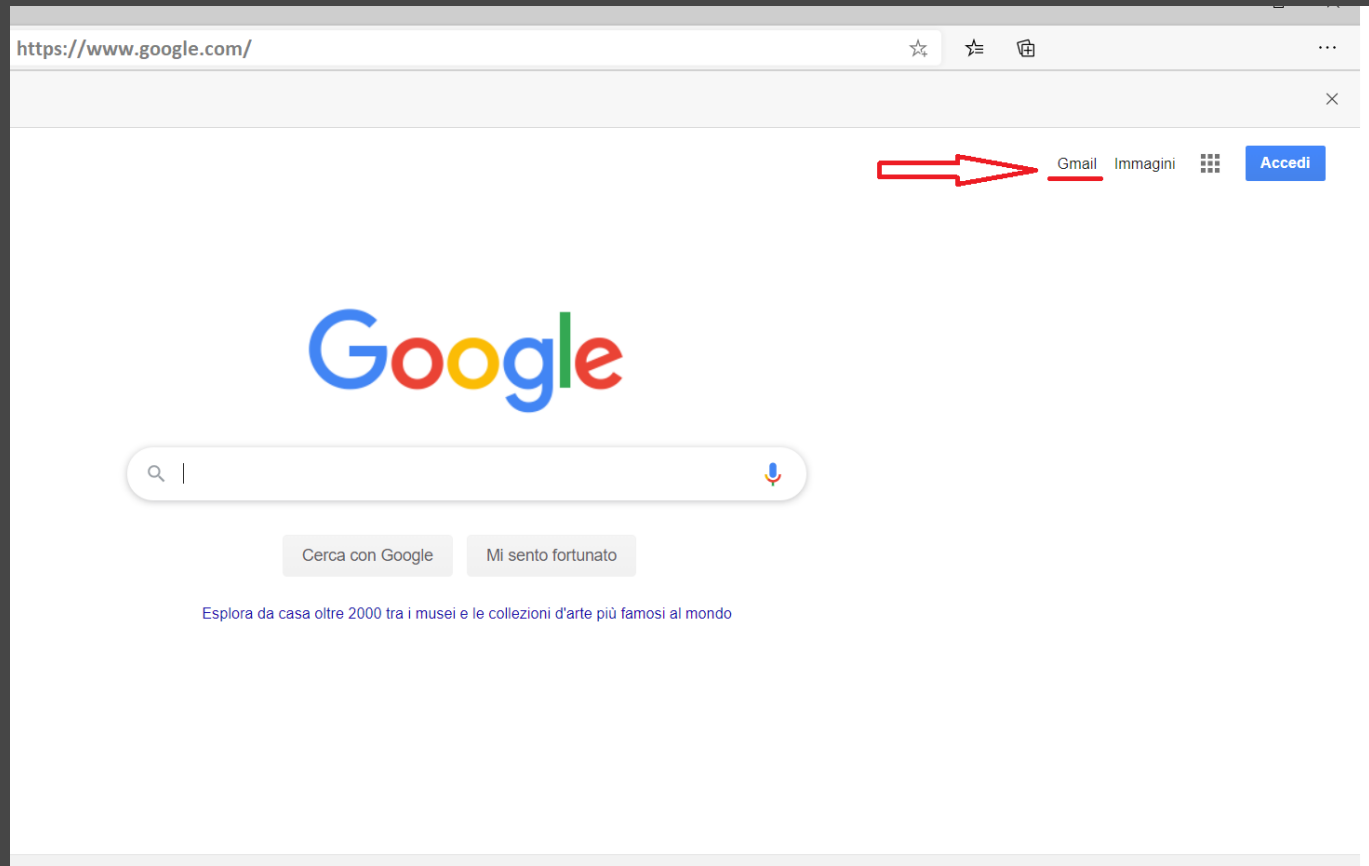 https://www.google.com/
Gmail Immagini Accedi
Google
Cerca con Google Mi sento fortunato
Esplora da casa oltre 2000 tra i musei e le collezioni d'arte più famosi al mondo